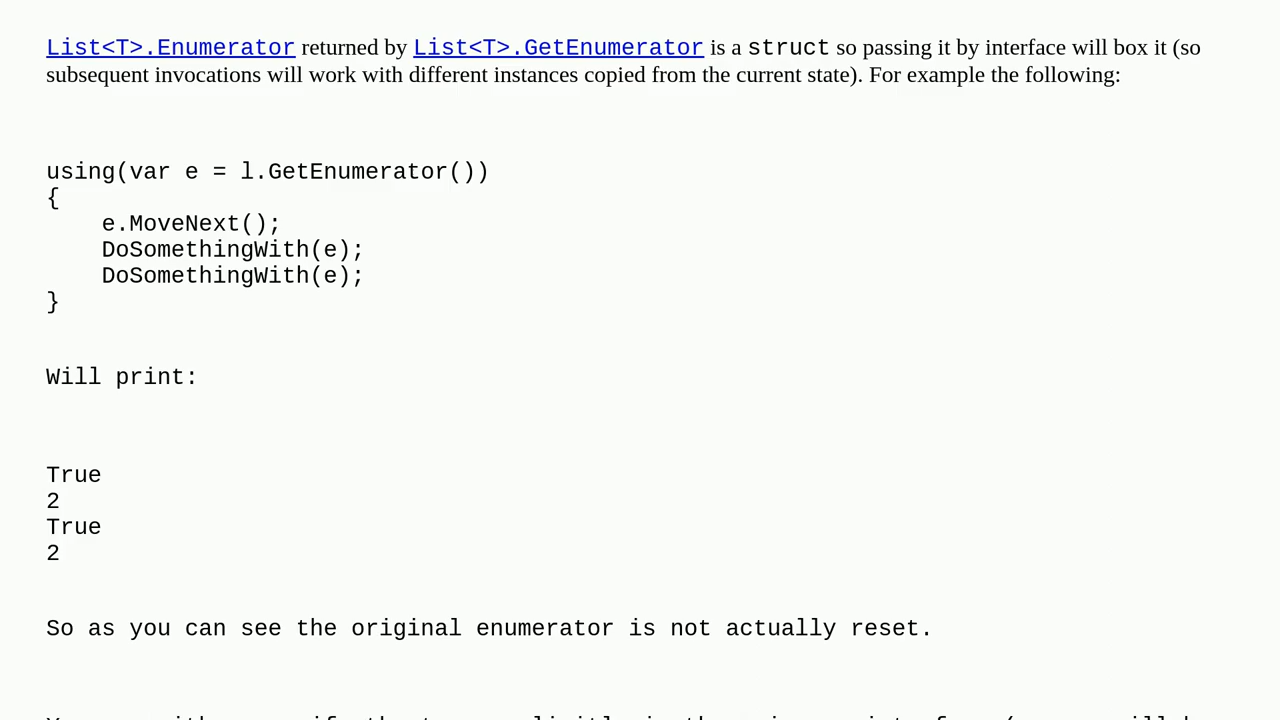 List<T>.Enumerator returned by List<T>.GetEnumerator is a struct so passing it by interface will box it (so
subsequent invocations will work with different instances copied from the current state). For example the following:
using(var e = l.GetEnumerator())
{
    e.MoveNext();
    DoSomethingWith(e);
    DoSomethingWith(e);
}
Will print:
True
2
True
2
So as you can see the original enumerator is not actually reset.